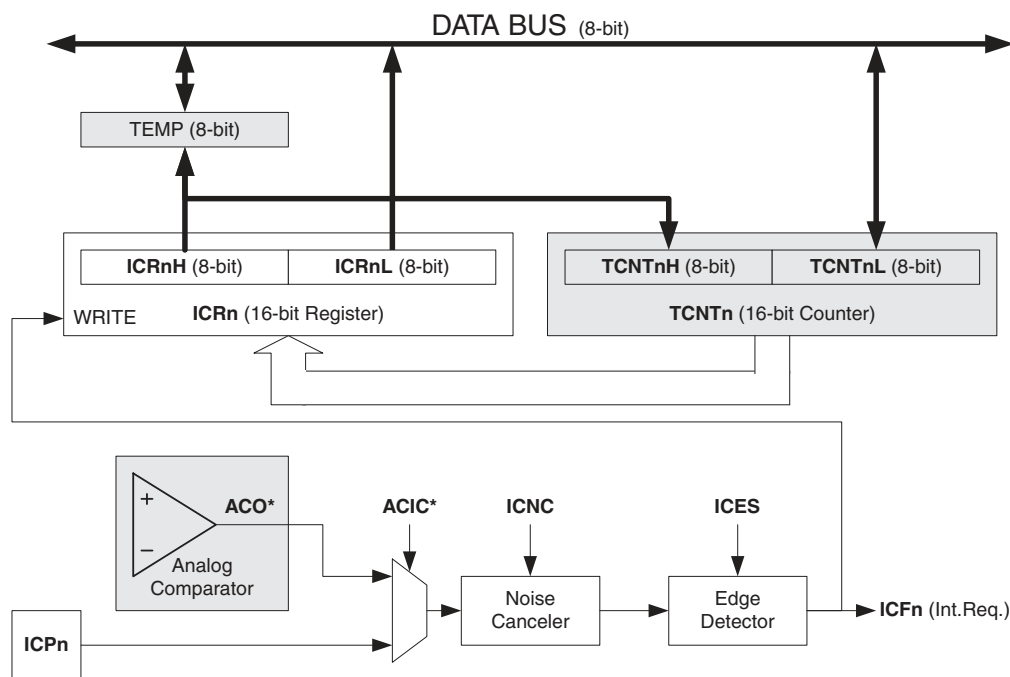 DATA BUS (8-bit)
TEMP (8-bit)
ICRnH (8-bit) ICRnL (8-bit) TCNTnH (8-bit) TCNTnL (8-bit)
WRITE ICRn (16-bit Register) TCNTn (16-bit Counter)
+
ACO* ACIC* ICNC ICES
−
Analog
Comparator
Noise
Canceler
Edge
Detector
ICFn (Int.Req.)
ICPn